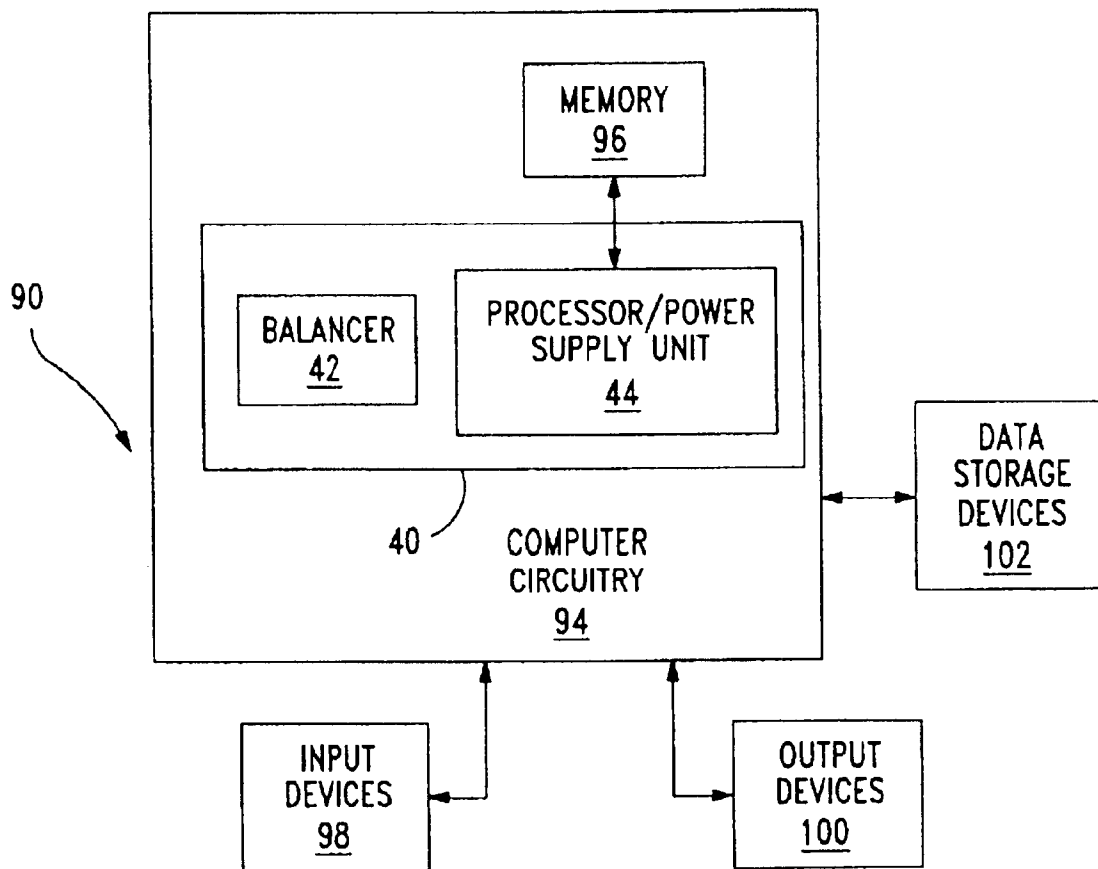 MEMORY
96
90
BALANCER
42
PROCESSOR/POWER
SUPPLY UNIT
44
40
COMPUTER
CIRCUITRY
94
DATA
STORAGE
DEVICES
102
INPUT
DEVICES
98
OUTPUT
DEVICES
100